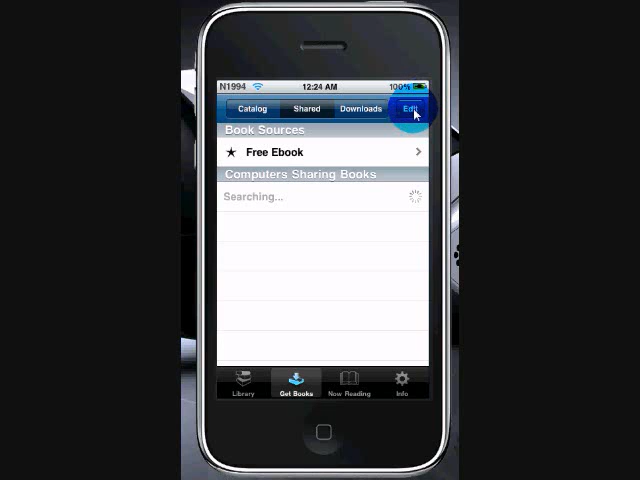 N1994 12:24 AM 100%
Catalog Shared Downloads Edit
Book Sources
Free Ebook
Computers Sharing Books
Searching...
Library Get Books Now Reading Info